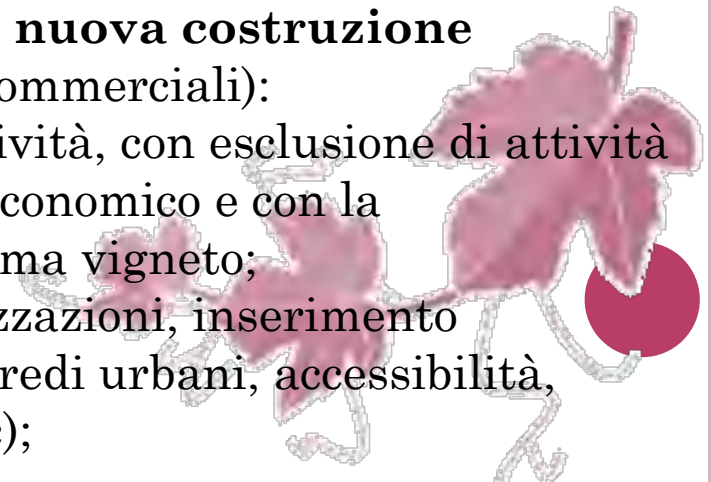 nuova costruzione
ommerciali):
ività, con esclusione di attività
conomico e con la
ma vigneto;
zzazioni, inserimento
redi urbani, accessibilità,
);